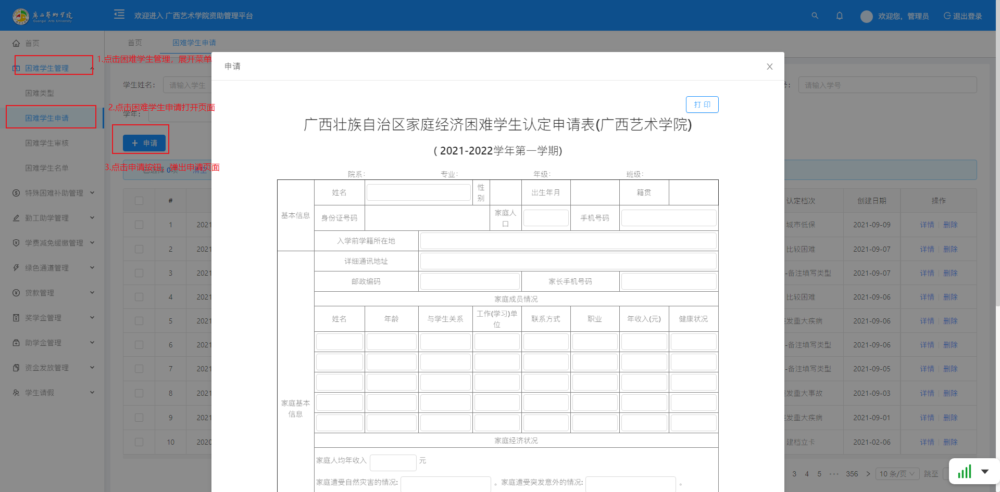 广西艺术学院
Guangxi Arts University
欢迎进入 广西艺术学院资助管理平台
欢迎您，管理员
退出登录
首页
困难学生管理
困难类型
困难学生申请
困难学生审核
困难学生名单
特殊困难补助管理
勤工助学管理
学费减免缓缴管理
绿色通道管理
贷款管理
奖学金管理
助学金管理
资金发放管理
学生请假
首页 困难学生申请
1.点击困难学生管理，展开菜单
学生姓名： 请输入学生
号： 请输入学号
2.点击困难学生申请打开页面
学年：
+ 申请
3.点击申请按钮，弹出申请页面
已选择 0项 清空
# 认定档次 创建日期 操作
1 2021 城市低保 2021-09-09 详情 删除
2 2021 比较困难 2021-09-07 详情 删除
3 2021 -备注填写类型 2021-09-07 详情 删除
4 2021 比较困难 2021-09-06 详情 删除
5 2021 发重大疾病 2021-09-06 详情 删除
6 2021 -备注填写类型 2021-09-06 详情 删除
7 2021 -备注填写类型 2021-09-05 详情 删除
8 2021 发重大事故 2021-09-03 详情 删除
9 2021 发重大疾病 2021-09-01 详情 删除
10 2020 建档立卡 2021-02-06 详情 删除
3 4 5 ··· 356 > 10 条/页 跳至
申请
打 印
广西壮族自治区家庭经济困难学生认定申请表(广西艺术学院)
( 2021-2022学年第一学期)
院系： 专业： 年级： 班级：
基本信息
姓名 性别 出生年月 籍贯
身份证号码 家庭人口 手机号码
入学前学籍所在地
家庭基本信息
详细通讯地址
邮政编码 家长手机号码
家庭成员情况
姓名 年龄 与学生关系 工作(学习)单位 联系方式 职业 年收入(元) 健康状况
家庭经济状况
家庭人均年收入 元
家庭遭受自然灾害的情况: 。家庭遭受突发意外的情况: 。